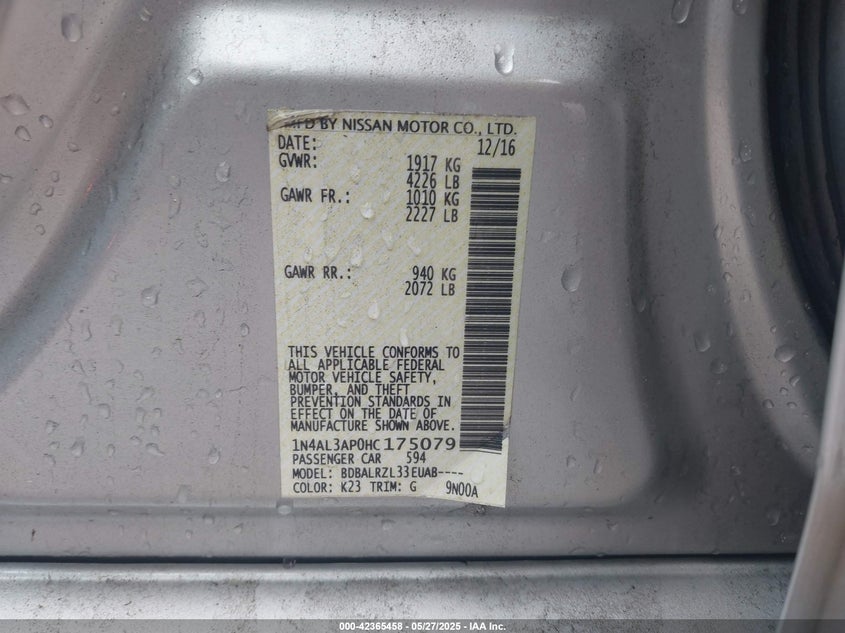 MFD BY NISSAN MOTOR CO., LTD.
DATE: 12/16
GVWR: 1917 KG
4226 LB
GAWR FR.: 1010 KG
2227 LB
GAWR RR.: 940 KG
2072 LB
THIS VEHICLE CONFORMS TO
ALL APPLICABLE FEDERAL
MOTOR VEHICLE SAFETY,
BUMPER, AND THEFT
PREVENTION STANDARDS IN
EFFECT ON THE DATE OF
MANUFACTURE SHOWN ABOVE.
1N4AL3AP0HC175079
PASSENGER CAR 594
MODEL: BDBALRZL33EUAB----
COLOR: K23 TRIM: G 9N00A
000-42365458 - 05/27/2025 - IAA Inc.